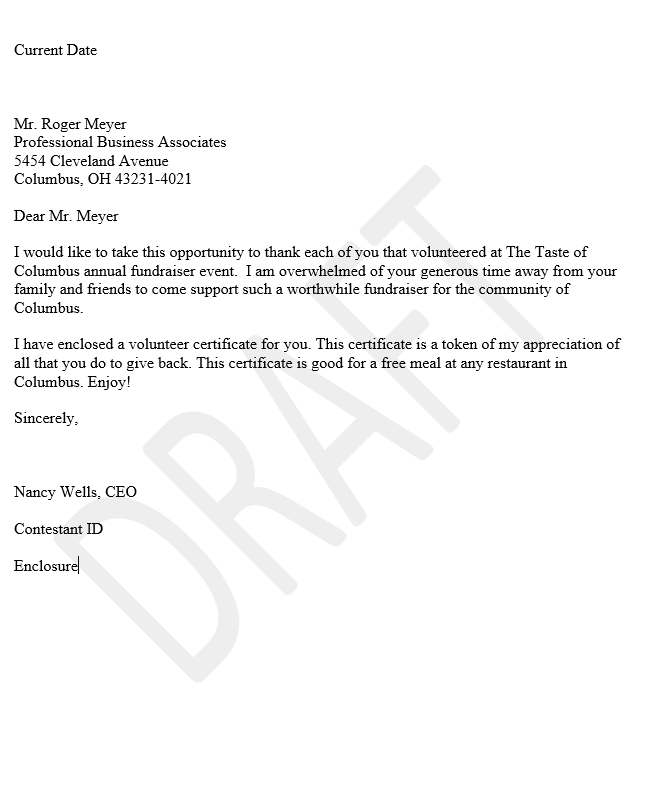 Current Date
Mr. Roger Meyer
Professional Business Associates
5454 Cleveland Avenue
Columbus, OH 43231-4021
Dear Mr. Meyer
I would like to take this opportunity to thank each of you that volunteered at The Taste of
Columbus annual fundraiser event.  I am overwhelmed of your generous time away from your
family and friends to come support such a worthwhile fundraiser for the community of
Columbus.
I have enclosed a volunteer certificate for you. This certificate is a token of my appreciation of
all that you do to give back. This certificate is good for a free meal at any restaurant in
Columbus. Enjoy!
Sincerely,
Nancy Wells, CEO
Contestant ID
Enclosure
DRAFT